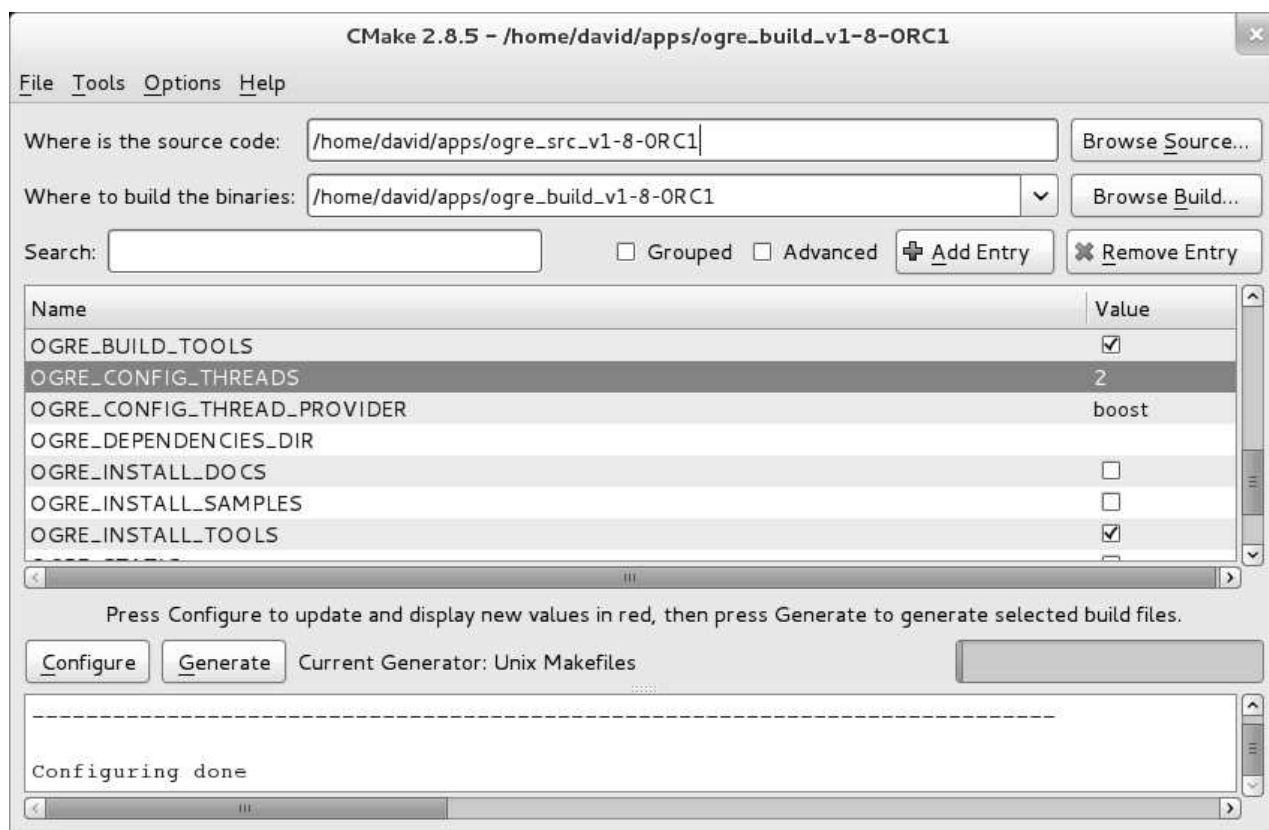 CMake 2.8.5 – /home/david/apps/ogre_build_v1-8-0RC1
File Tools Options Help
Where is the source code: /home/david/apps/ogre_src_v1-8-0RC1 Browse Source...
Where to build the binaries: /home/david/apps/ogre_build_v1-8-0RC1 Browse Build...
Search: Grouped Advanced Add Entry Remove Entry
Name Value
OGRE_BUILD_TOOLS
OGRE_CONFIG_THREADS 2
OGRE_CONFIG_THREAD_PROVIDER boost
OGRE_DEPENDENCIES_DIR
OGRE_INSTALL_DOCS
OGRE_INSTALL_SAMPLES
OGRE_INSTALL_TOOLS
Press Configure to update and display new values in red, then press Generate to generate selected build files.
Configure Generate Current Generator: Unix Makefiles
Configuring done